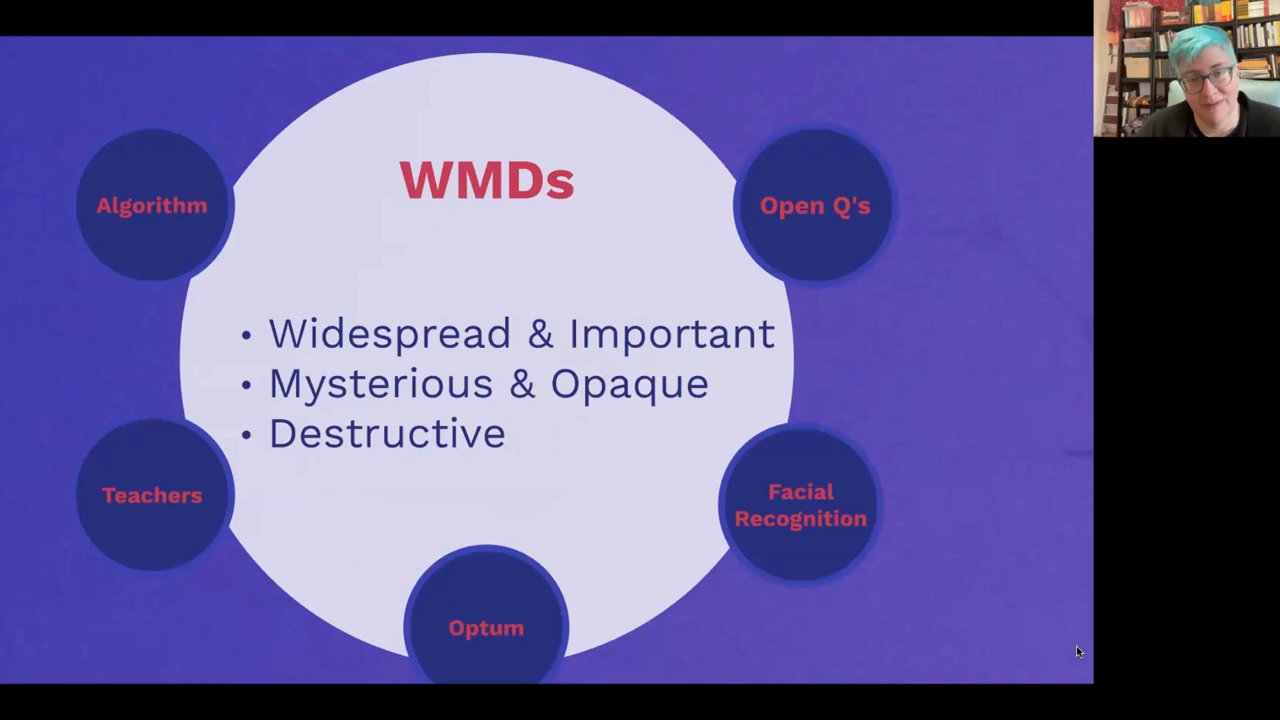 WMDs
Algorithm
Open Q's
• Widespread & Important
• Mysterious & Opaque
• Destructive
Teachers
Facial
Recognition
Optum